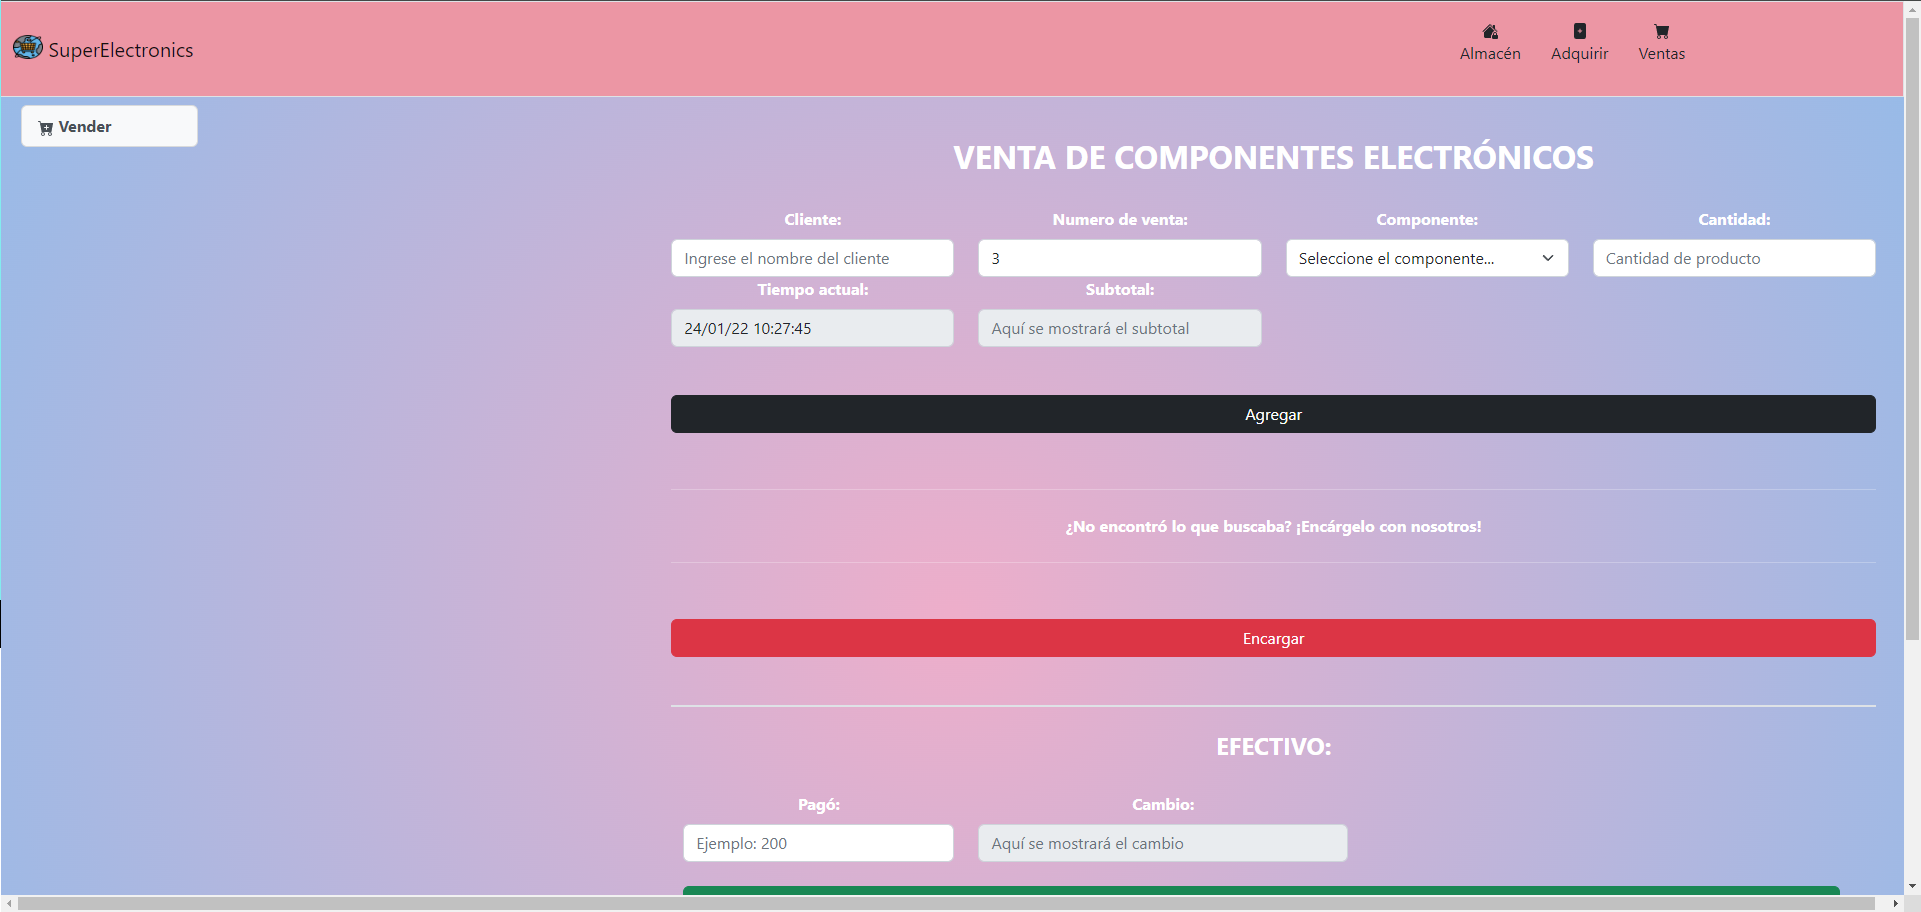 SuperElectronics
Almacén
Adquirir
Ventas
Vender
VENTA DE COMPONENTES ELECTRÓNICOS
Cliente: Numero de venta: Componente: Cantidad:
Ingrese el nombre del cliente 3 Seleccione el componente... Cantidad de producto
Tiempo actual: Subtotal:
24/01/22 10:27:45 Aquí se mostrará el subtotal
Agregar
¿No encontró lo que buscaba? ¡Encárgelo con nosotros!
Encargar
EFECTIVO:
Pagó: Cambio:
Ejemplo: 200 Aquí se mostrará el cambio